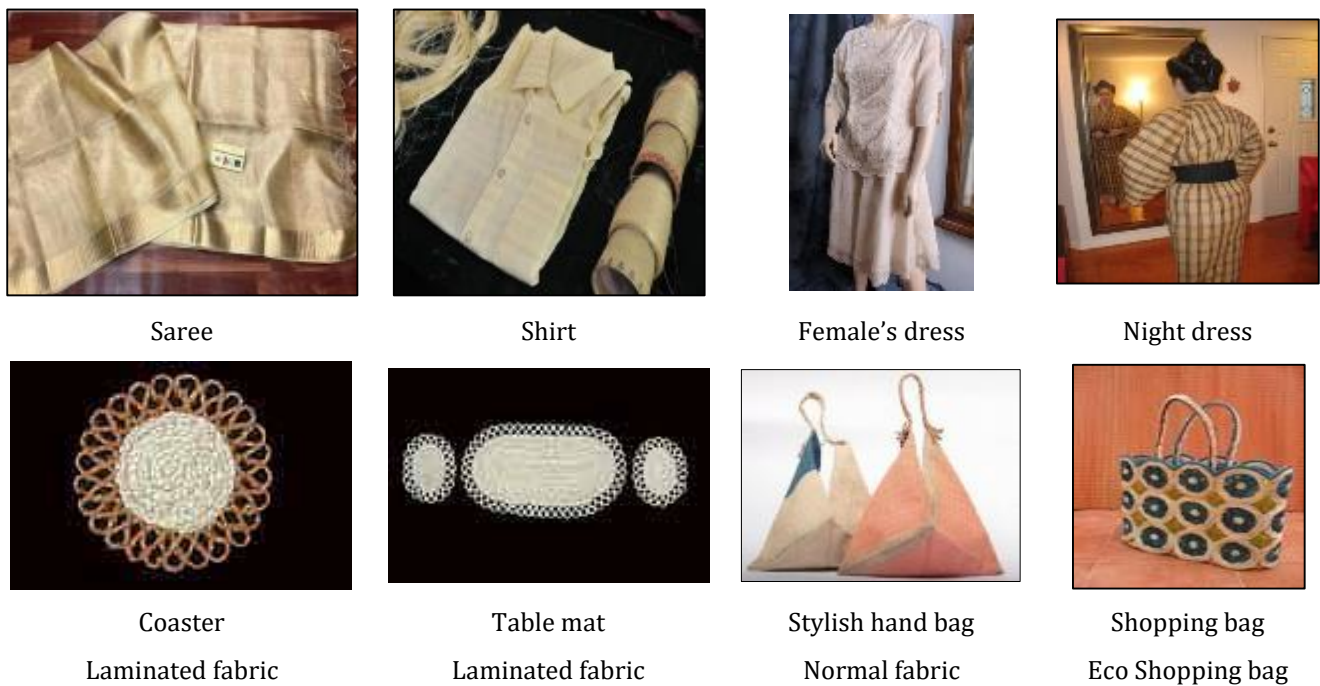 Saree
Shirt
Female’s dress
Night dress
Coaster
Table mat
Stylish hand bag
Shopping bag
Laminated fabric
Laminated fabric
Normal fabric
Eco Shopping bag